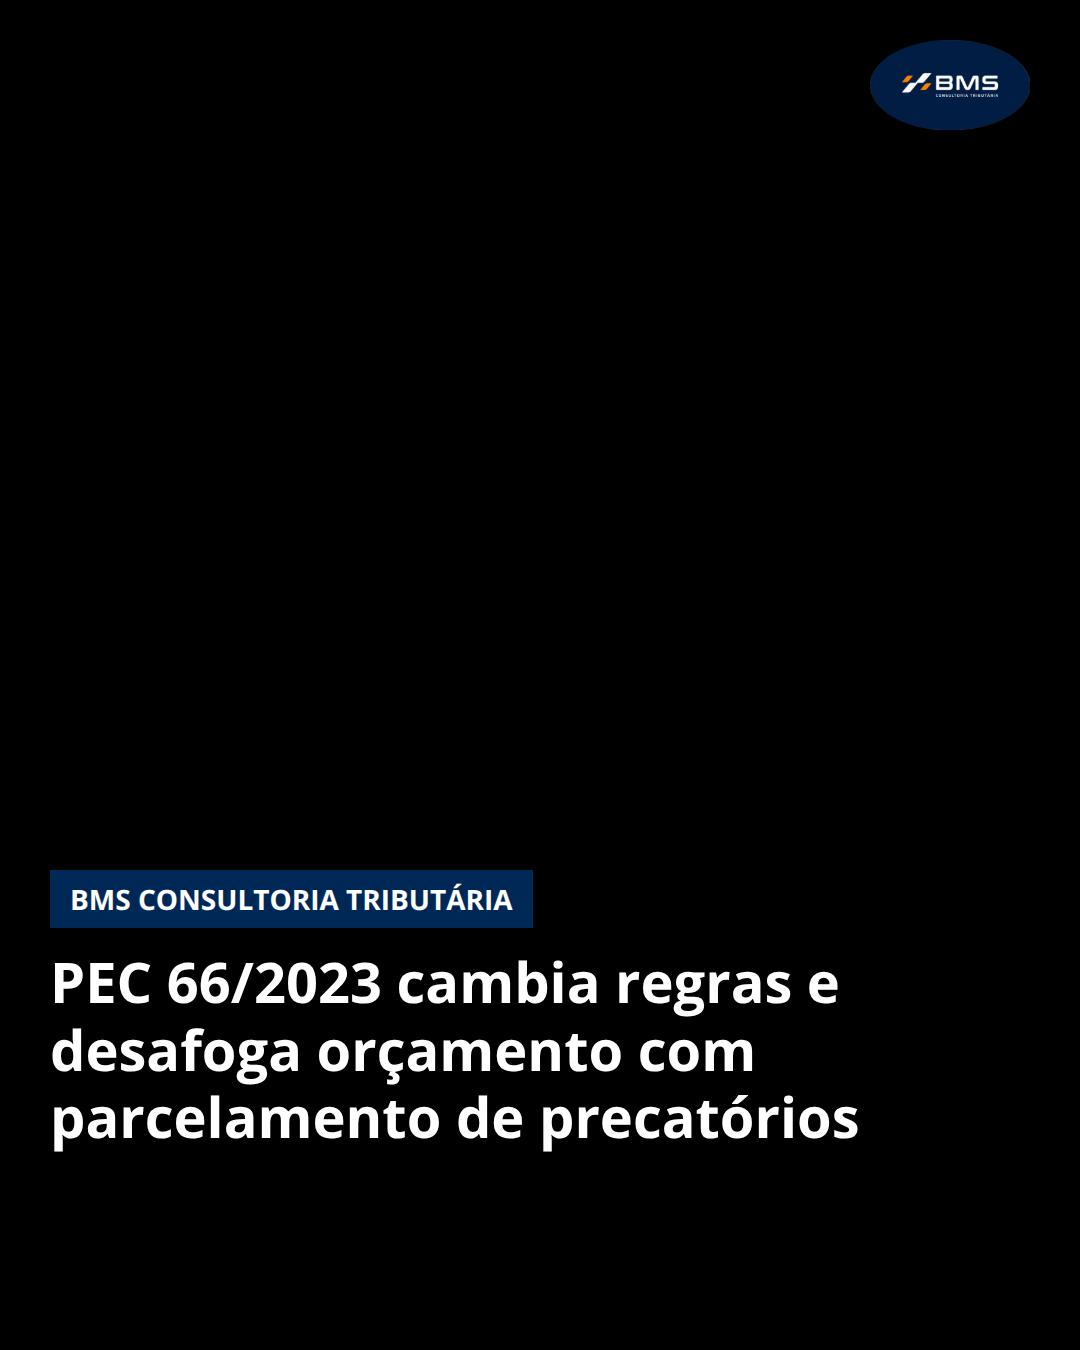 BMS
CONSULTORIA TRIBUTÁRIA
BMS CONSULTORIA TRIBUTÁRIA
PEC 66/2023 cambia regras e
desafoga orçamento com
parcelamento de precatórios